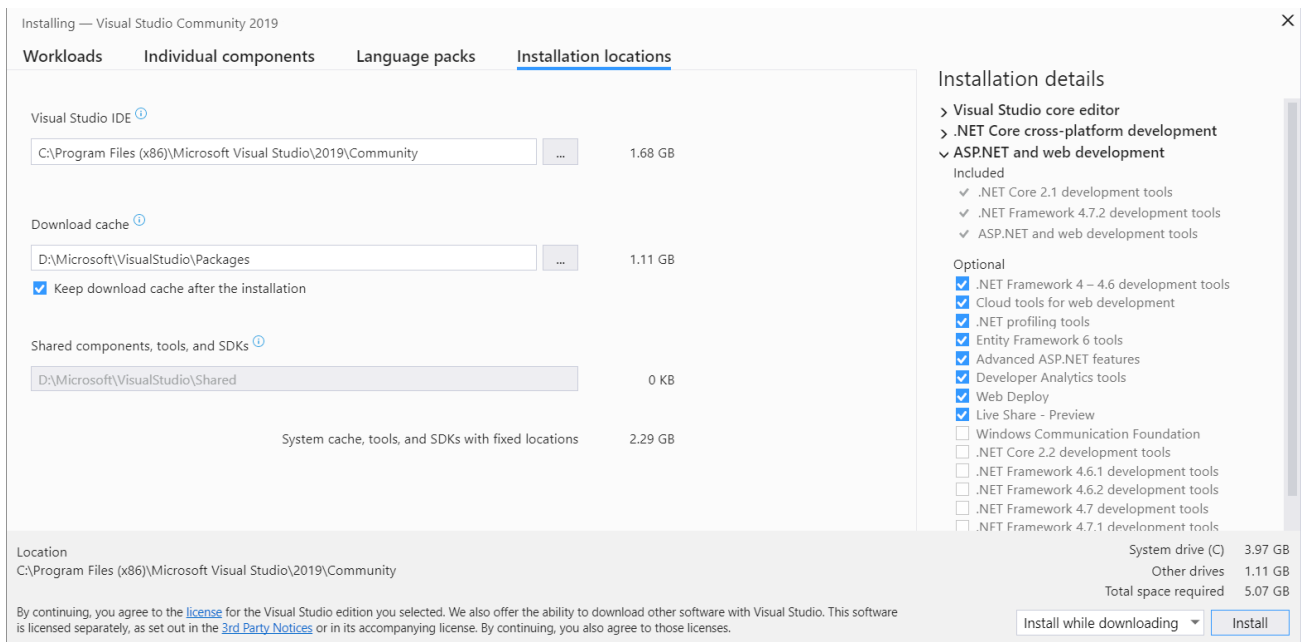 Installing — Visual Studio Community 2019
Workloads Individual components Language packs Installation locations
Visual Studio IDE
C:\Program Files (x86)\Microsoft Visual Studio\2019\Community ... 1.68 GB
Download cache
D:\Microsoft\VisualStudio\Packages ... 1.11 GB
Keep download cache after the installation
Shared components, tools, and SDKs
D:\Microsoft\VisualStudio\Shared 0 KB
System cache, tools, and SDKs with fixed locations 2.29 GB
Installation details
Visual Studio core editor
.NET Core cross-platform development
ASP.NET and web development
Included
.NET Core 2.1 development tools
.NET Framework 4.7.2 development tools
ASP.NET and web development tools
Optional
.NET Framework 4 – 4.6 development tools
Cloud tools for web development
.NET profiling tools
Entity Framework 6 tools
Advanced ASP.NET features
Developer Analytics tools
Web Deploy
Live Share - Preview
Windows Communication Foundation
.NET Core 2.2 development tools
.NET Framework 4.6.1 development tools
.NET Framework 4.6.2 development tools
.NET Framework 4.7 development tools
.NET Framework 4.7.1 development tools
Location
C:\Program Files (x86)\Microsoft Visual Studio\2019\Community
System drive (C) 3.97 GB
Other drives 1.11 GB
Total space required 5.07 GB
By continuing, you agree to the license for the Visual Studio edition you selected. We also offer the ability to download other software with Visual Studio. This software
is licensed separately, as set out in the 3rd Party Notices or in its accompanying license. By continuing, you also agree to those licenses.
Install while downloading Install